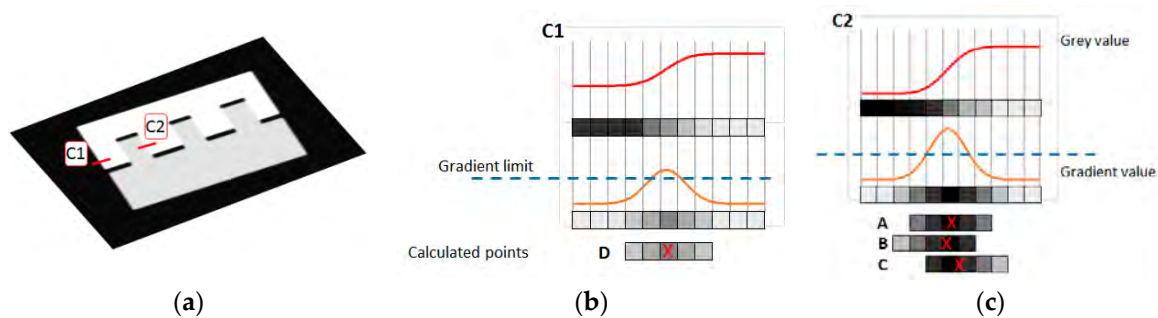 C1
C2
(a)
C1
Gradient limit
Calculated points
D
X
(b)
C2
Grey value
Gradient value
A
X
B
X
C
X
(c)